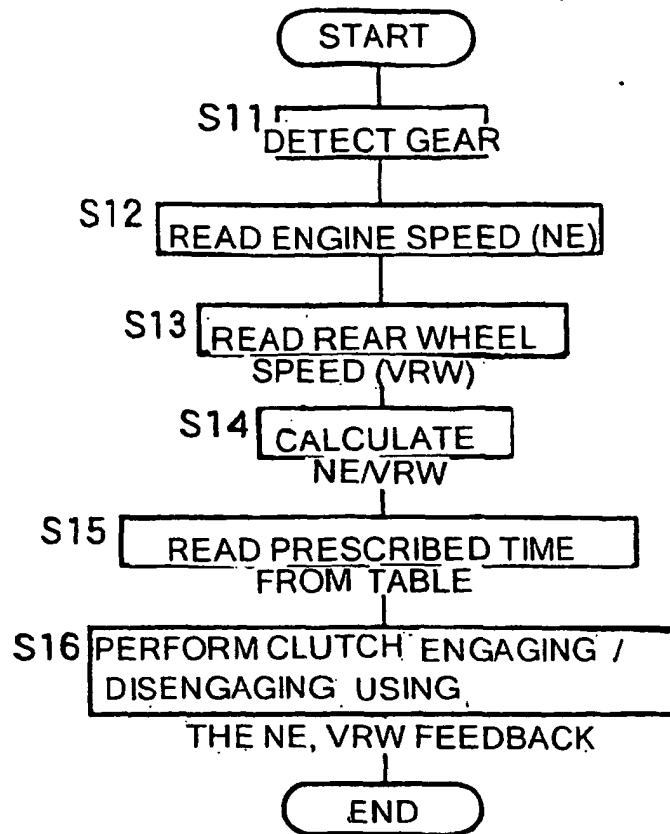 START
S11
DETECT GEAR
S12
READ ENGINE SPEED (NE)
S13
READ REAR WHEEL
SPEED (VRW)
S14
CALCULATE
NE/VRW
S15
READ PRESCRIBED TIME
FROM TABLE
S16
PERFORM CLUTCH ENGAGING /
DISENGAGING USING
THE NE, VRW FEEDBACK
END